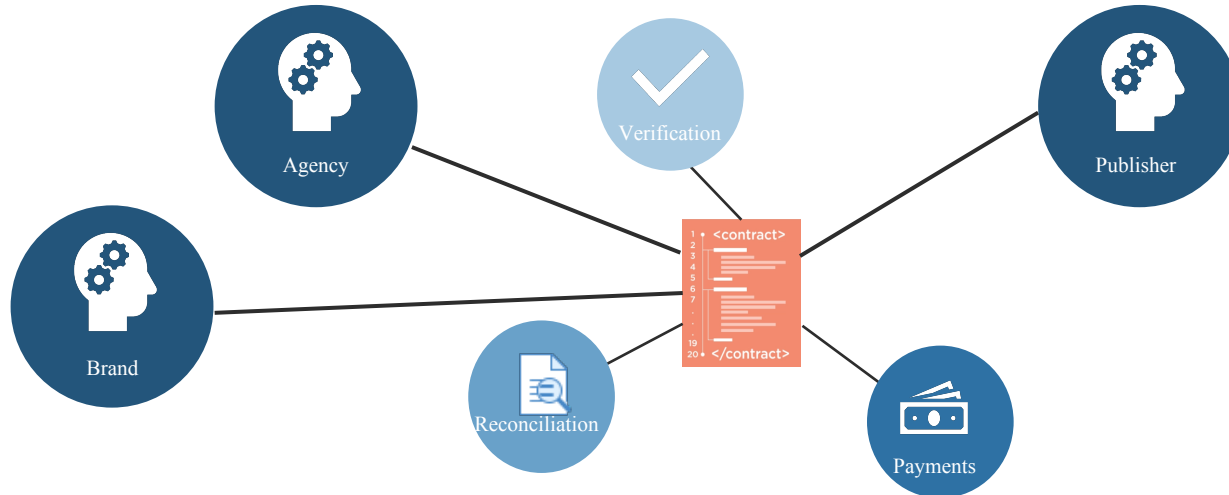 Agency
Verification
Publisher
Brand
1 <contract>
2
3
4
5
6
7
.
.
.
19
20 </contract>
Reconciliation
Payments